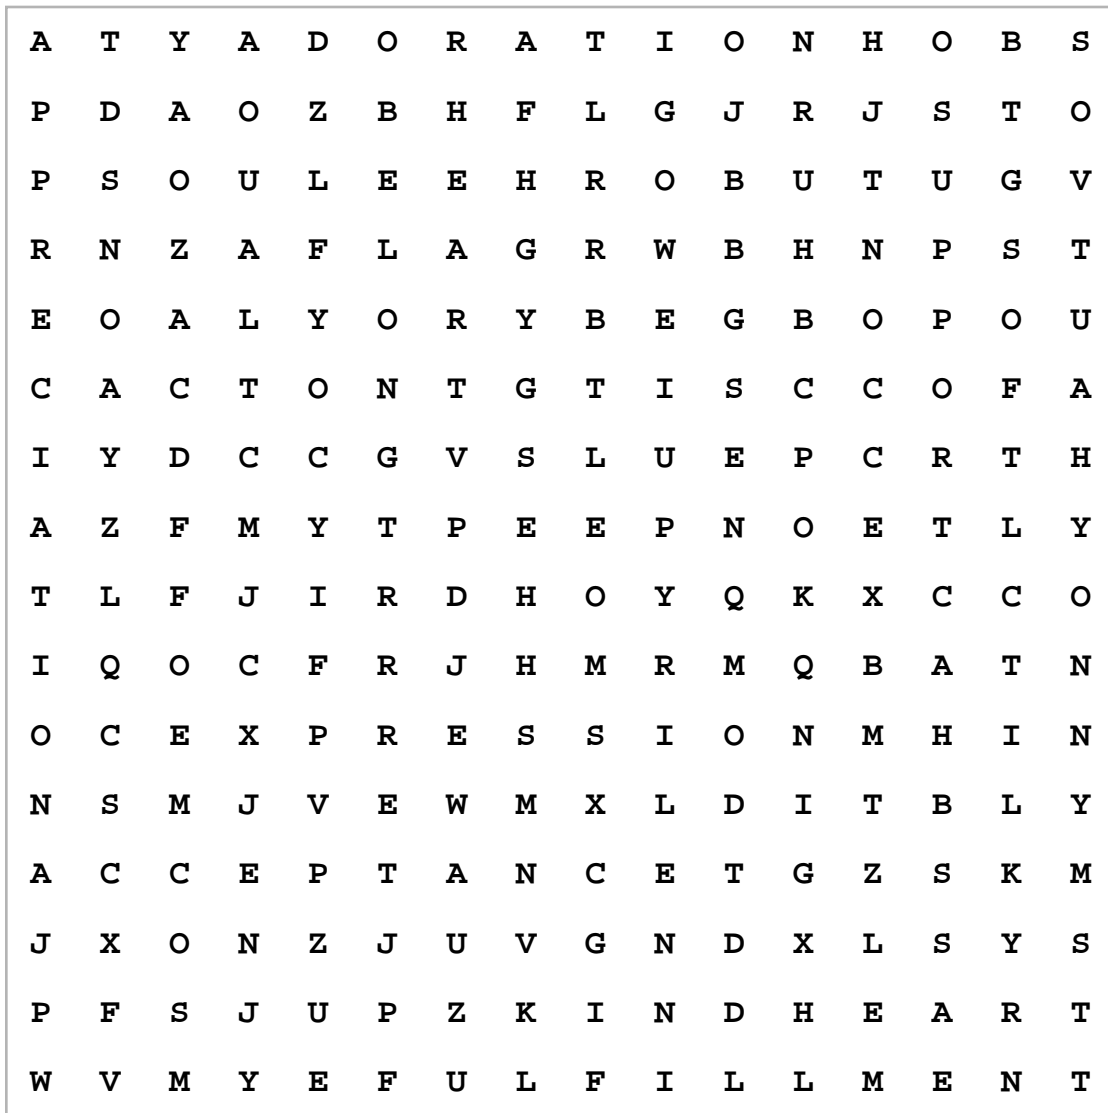 A T Y A D O R A T I O N H O B S
P D A O Z B H F L G J R J S T O
P S O U L E E H R O B U T U G V
R N Z A F L A G R W B H N P S T
E O A L Y O R Y B E G B O P O U
C A C T O N T G T I S C C O F A
I Y D C C G V S L U E P C R T H
A Z F M Y T P E E P N O E T L Y
T L F J I R D H O Y Q K X C C O
I Q O C F R J H M R M Q B A T N
O C E X P R E S S I O N M H I N
N S M J V E W M X L D I T B L Y
A C C E P T A N C E T G Z S K M
J X O N Z J U V G N D X L S Y S
P F S J U P Z K I N D H E A R T
W V M Y E F U L F I L L M E N T